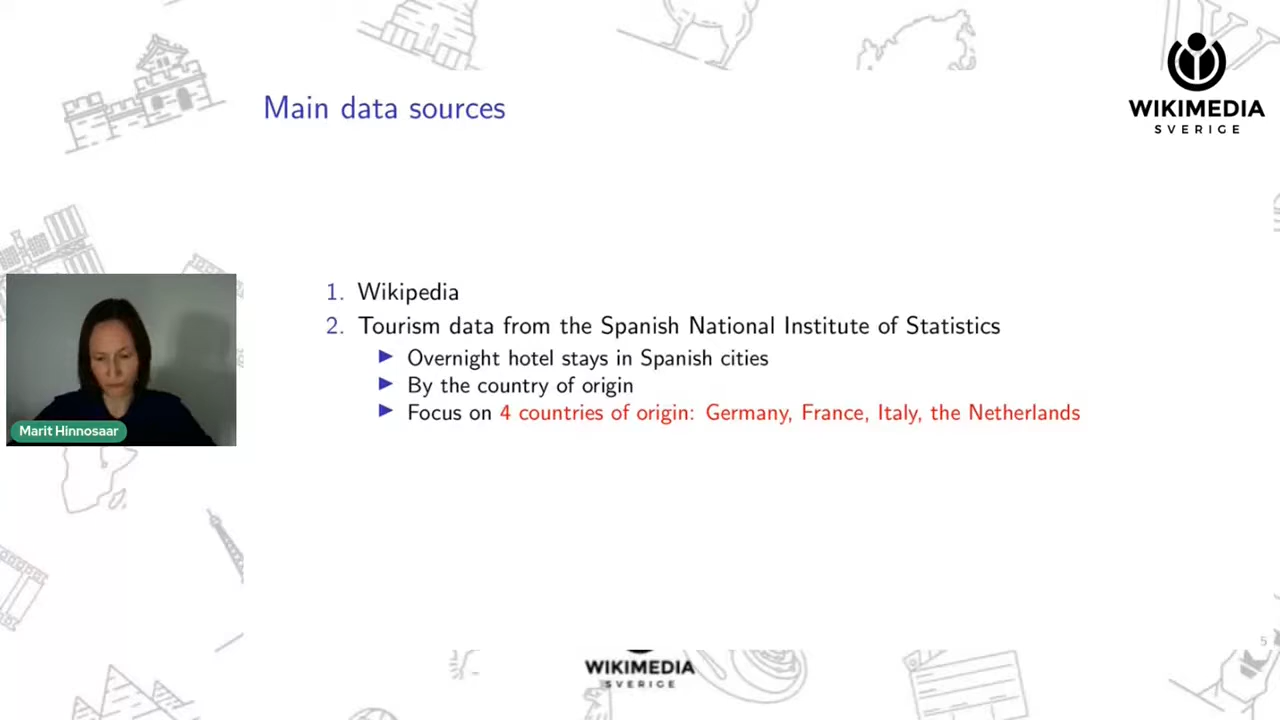 WIKIMEDIA
SVERIGE
Main data sources
1. Wikipedia
2. Tourism data from the Spanish National Institute of Statistics
Overnight hotel stays in Spanish cities
By the country of origin
Focus on 4 countries of origin: Germany, France, Italy, the Netherlands
Marit Hinnosaar
5
WIKIMEDIA
SVERIGE